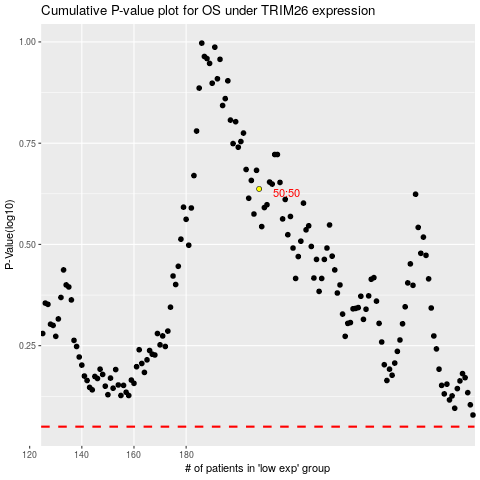 Cumulative P-value plot for OS under TRIM26 expression
1.00
0.75
0.50
0.25
P-Value(log10)
50:50
120 140 160 180
# of patients in 'low exp' group